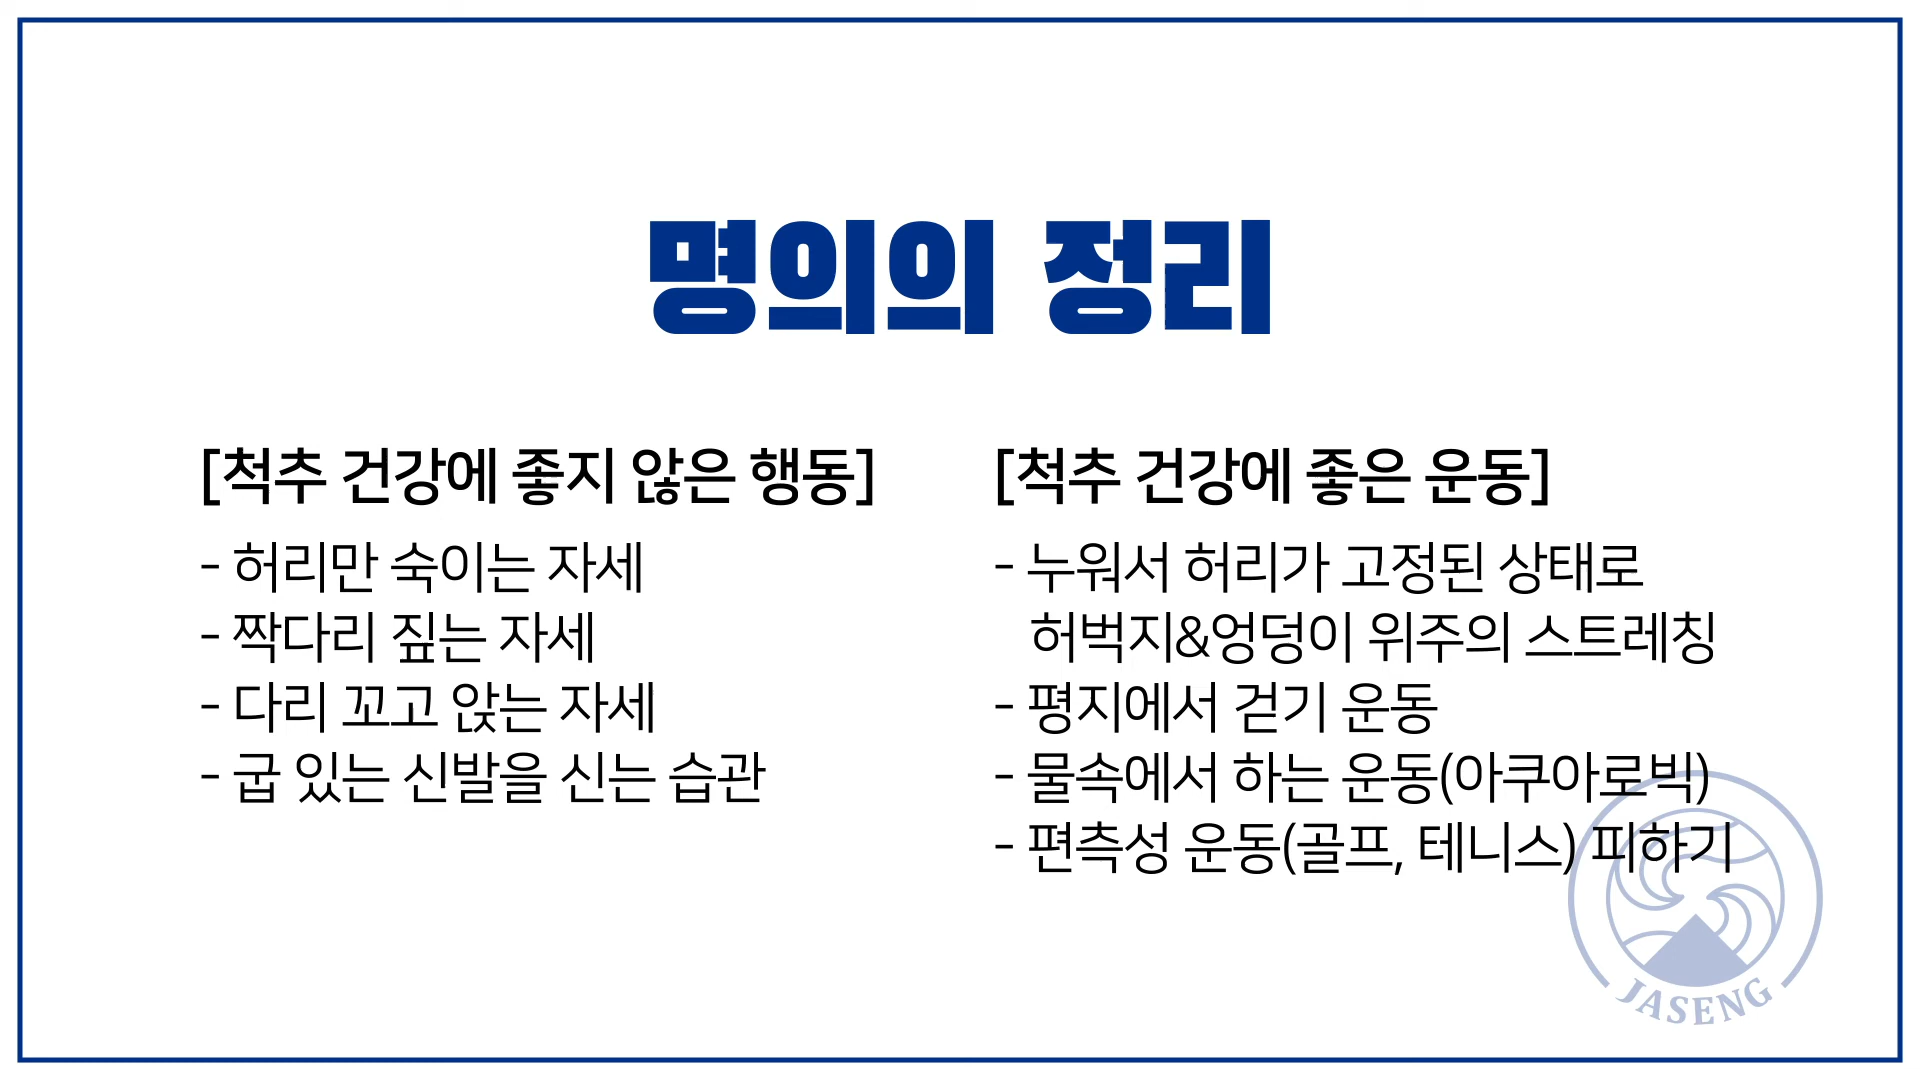 명의의 정리
[척추 건강에 좋지 않은 행동]
- 허리만 숙이는 자세
- 짝다리 짚는 자세
- 다리 꼬고 앉는 자세
- 굽 있는 신발을 신는 습관
[척추 건강에 좋은 운동]
- 누워서 허리가 고정된 상태로
허벅지&엉덩이 위주의 스트레칭
- 평지에서 걷기 운동
- 물속에서 하는 운동(아쿠아로빅)
- 편측성 운동(골프, 테니스) 피하기
JASENG